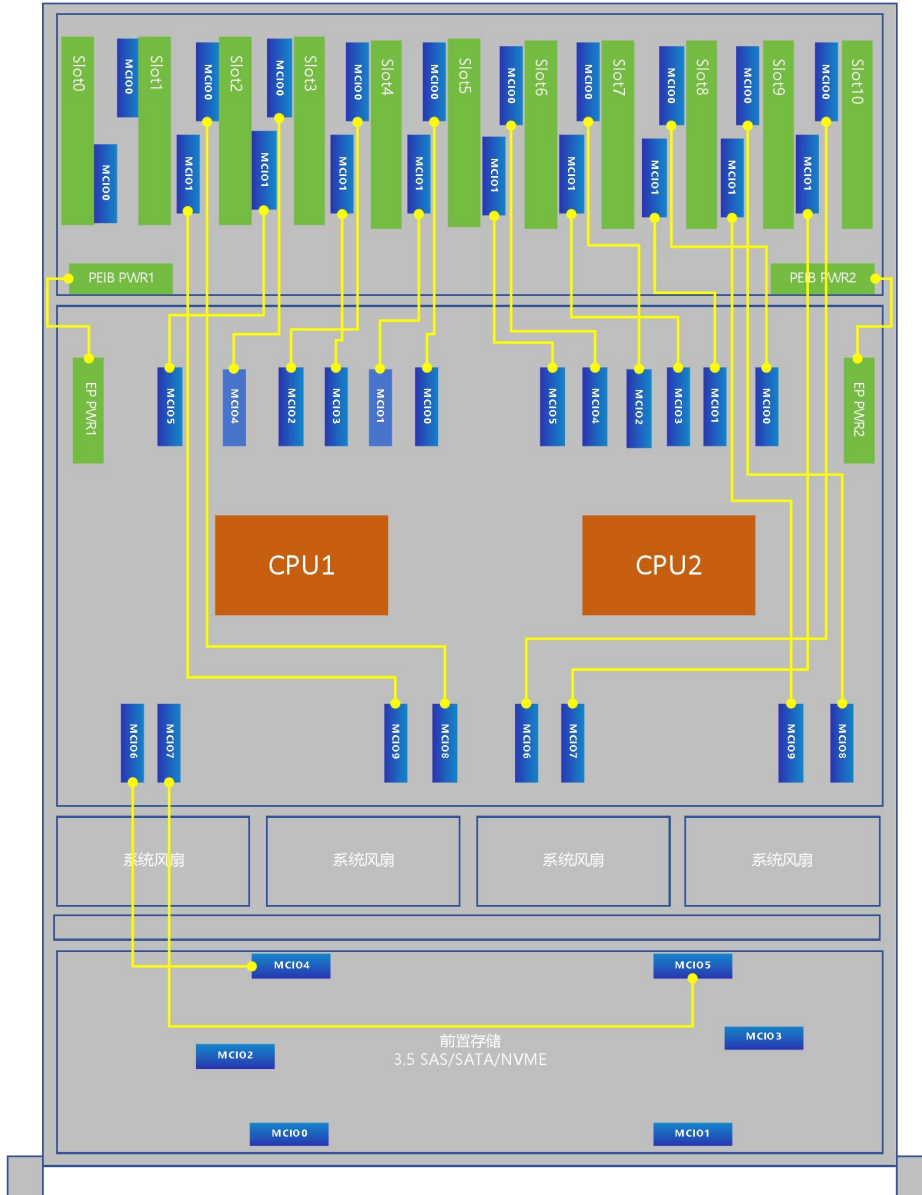 Slot0
MCIO0
Slot1
MCIO0
Slot2
MCIO0
Slot3
MCIO0
Slot4
MCIO0
Slot5
MCIO0
Slot6
MCIO0
Slot7
MCIO0
Slot8
MCIO0
Slot9
MCIO0
Slot10
MCIO0
MCIO1
MCIO1
MCIO1
MCIO1
MCIO1
MCIO1
MCIO1
MCIO1
MCIO1
PEIB PWR1
PEIB PWR2
EP PWR1
MCIO5
MCIO4
MCIO2
MCIO3
MCIO1
MCIO0
MCIO5
MCIO4
MCIO2
MCIO3
MCIO1
MCIO0
EP PWR2
CPU1
CPU2
MCIO6
MCIO7
MCIO9
MCIO8
MCIO6
MCIO7
MCIO9
MCIO8
系统风扇
系统风扇
系统风扇
系统风扇
MCIO4
MCIO5
前置存储
3.5 SAS/SATA/NVME
MCIO3
MCIO2
MCIO0
MCIO1